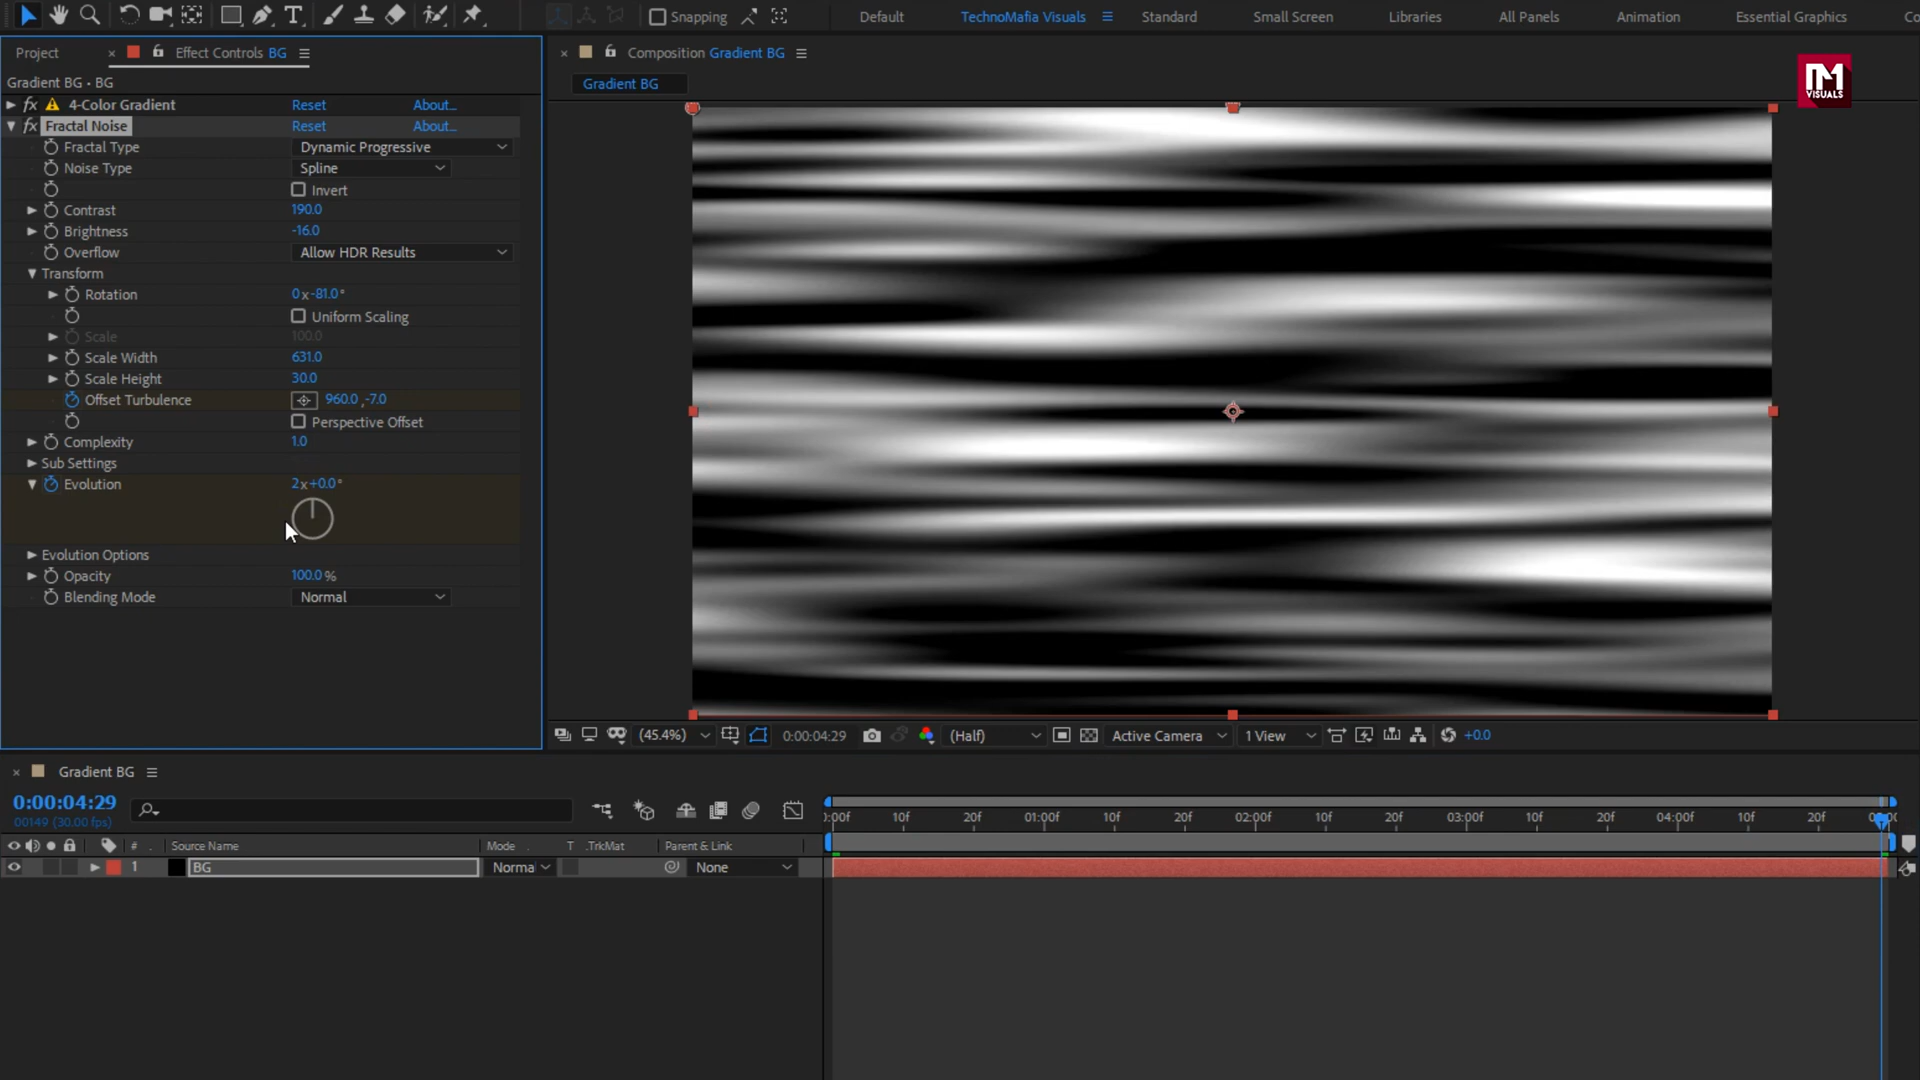 Snapping
Default
TechnoMafia Visuals
Standard
Small Screen
Libraries
All Panels
Animation
Essential Graphics
Co
Project
Effect Controls BG
Composition Gradient BG
Gradient BG • BG
Gradient BG
VISUALS
fx 4-Color Gradient Reset About...
fx Fractal Noise Reset About...
Fractal Type Dynamic Progressive
Noise Type Spline
Invert
Contrast 190.0
Brightness -16.0
Overflow Allow HDR Results
Transform
Rotation 0x-81.0°
Uniform Scaling
Scale 100.0
Scale Width 631.0
Scale Height 30.0
Offset Turbulence 960.0,-7.0
Perspective Offset
Complexity 1.0
Sub Settings
Evolution 2x+0.0°
Evolution Options
Opacity 100.0 %
Blending Mode Normal
(45.4%) 0:00:04:29 (Half) Active Camera 1 View +0.0
Gradient BG
0:00:04:29
00149 (30.00 fps)
:00f 10f 20f 01:00f 10f 20f 02:00f 10f 20f 03:00f 10f 20f 04:00f 10f 20f
# Source Name Mode T .TrkMat Parent & Link
1 BG Norma None